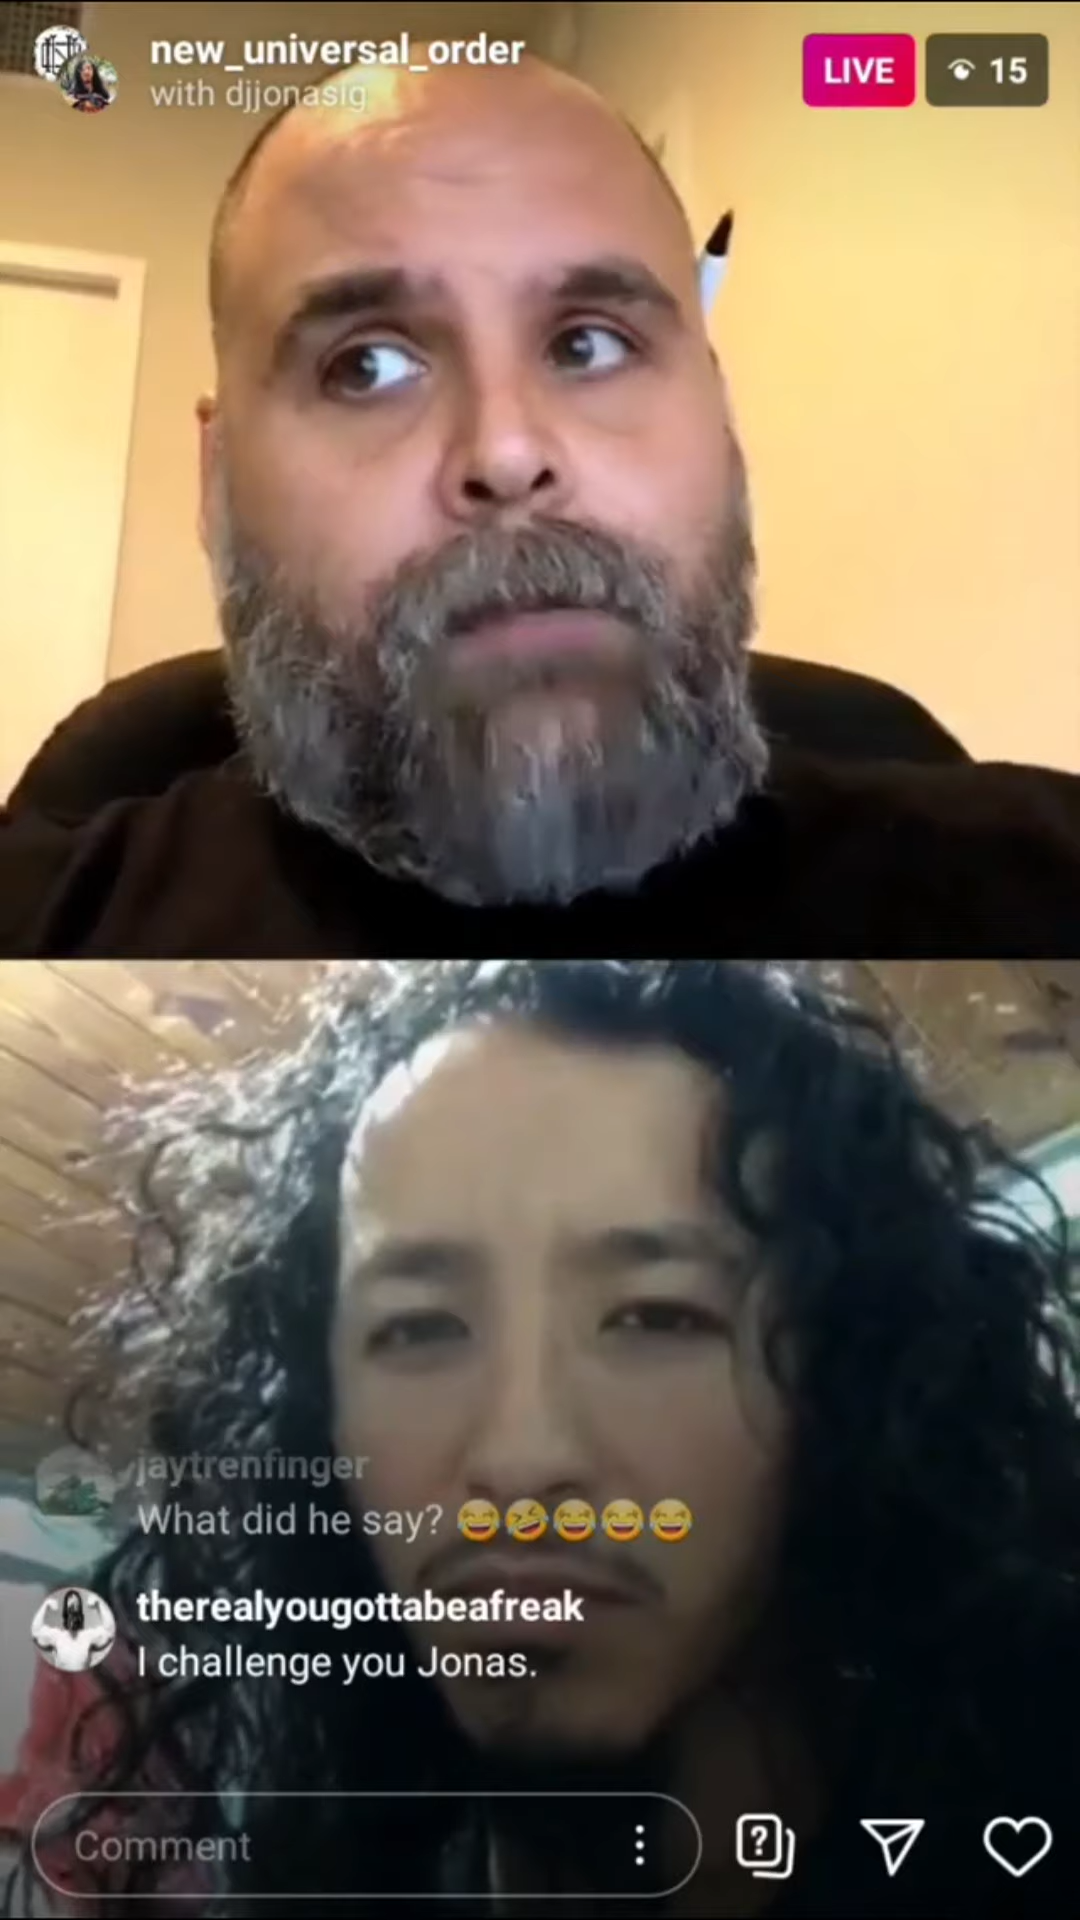 new_universal_order
with djjonasig
LIVE
15
jaytrenfinger
What did he say? 😂🤣😂😂😂
therealyougottabeafreak
I challenge you Jonas.
Comment